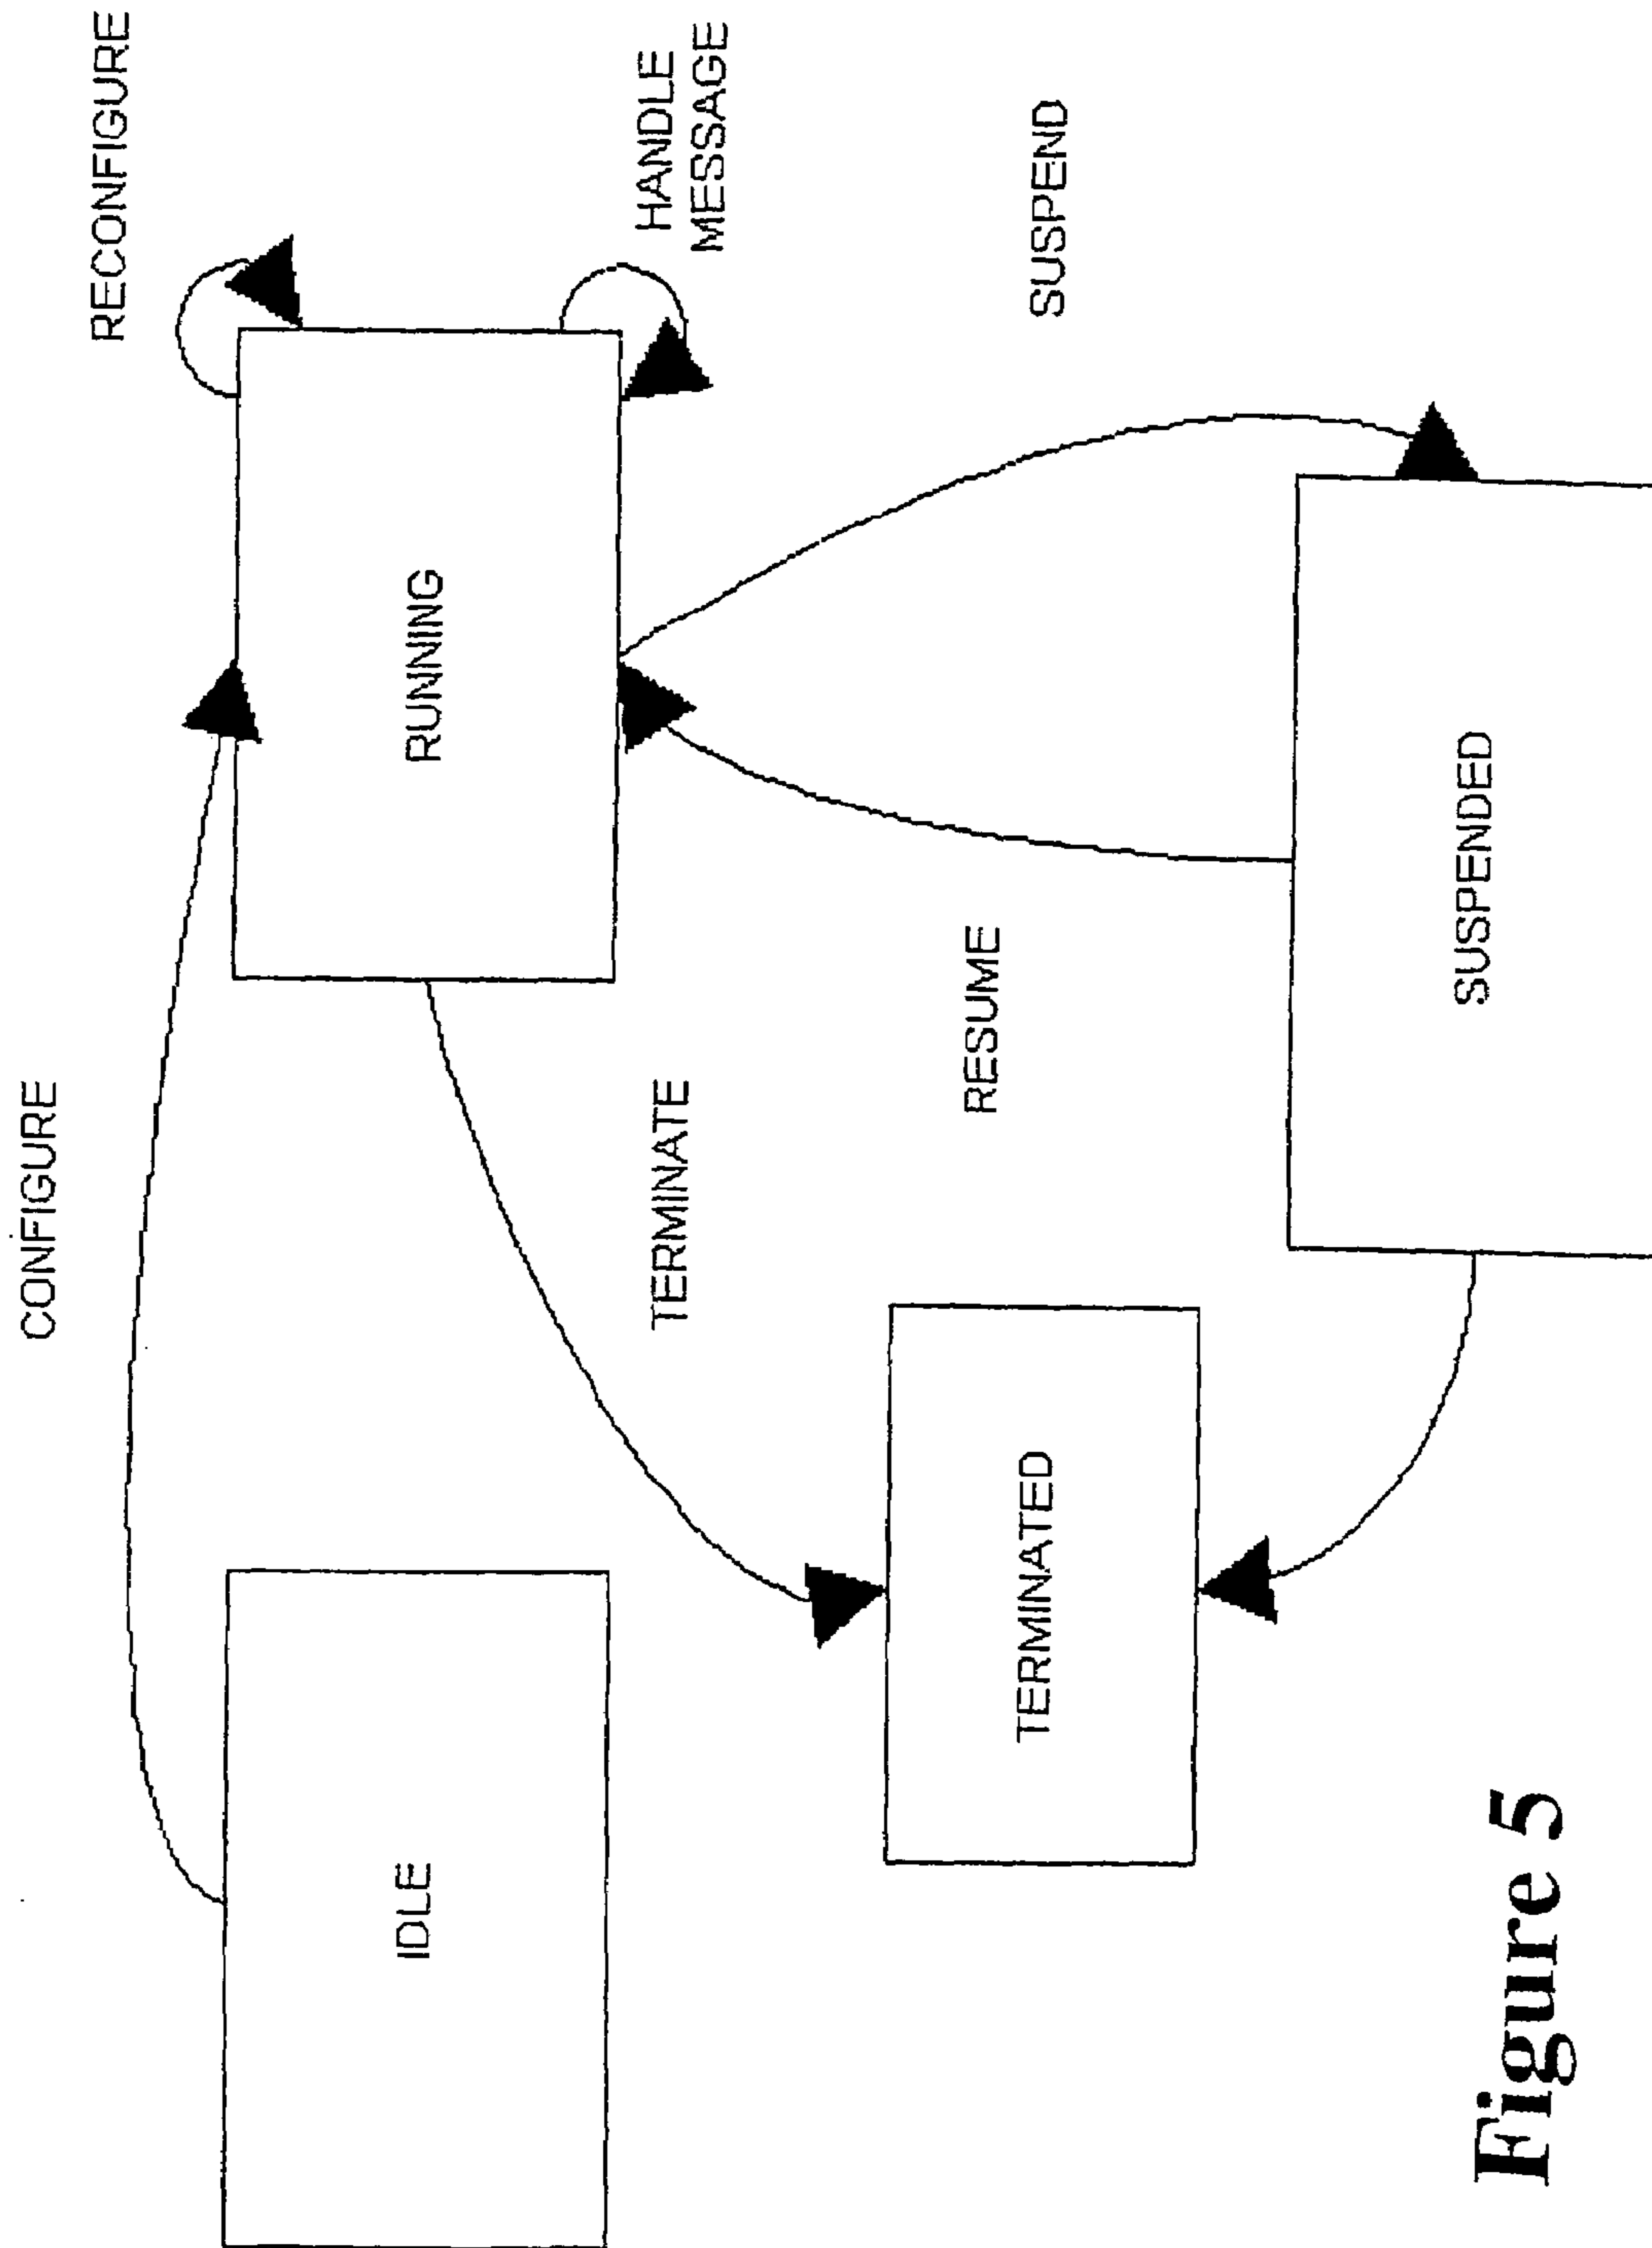 CONFIGURE
RECONFIGURE
IDLE
RUNNING
HANDLE
MESSAGE
TERMINATE
RESUME
TERMINATED
SUSPEND
SUSPENDED
Figure 5